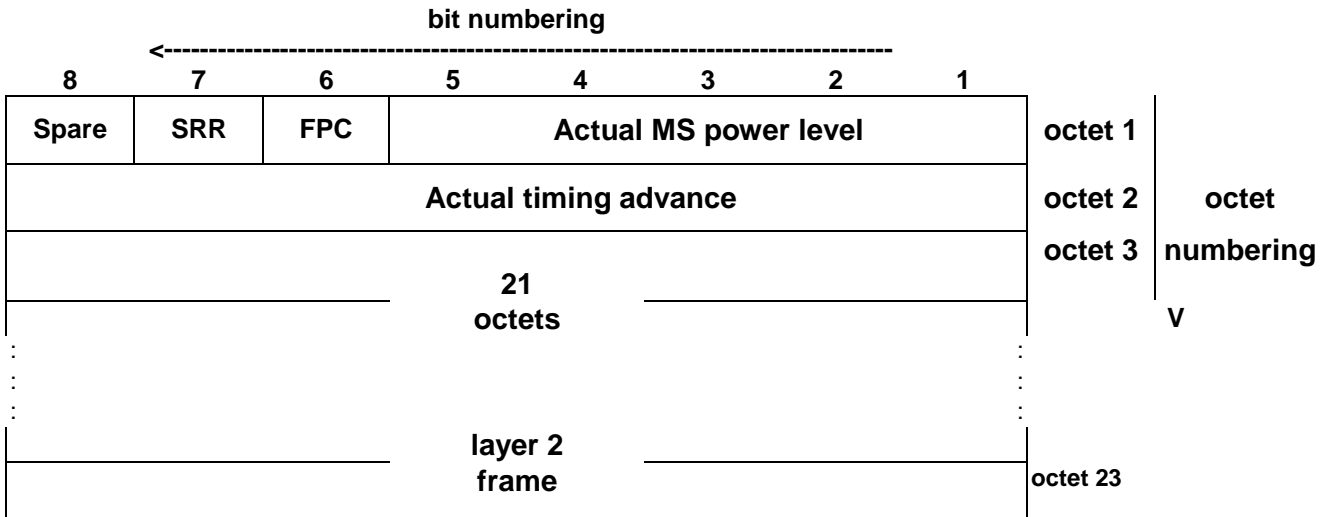 bit numbering
<---------------------------------------------------------------------------------
8 7 6 5 4 3 2 1
Spare SRR FPC Actual MS power level octet 1
Actual timing advance octet 2 octet
octet 3 numbering
21
octets V
: :
: :
: :
layer 2
frame octet 23